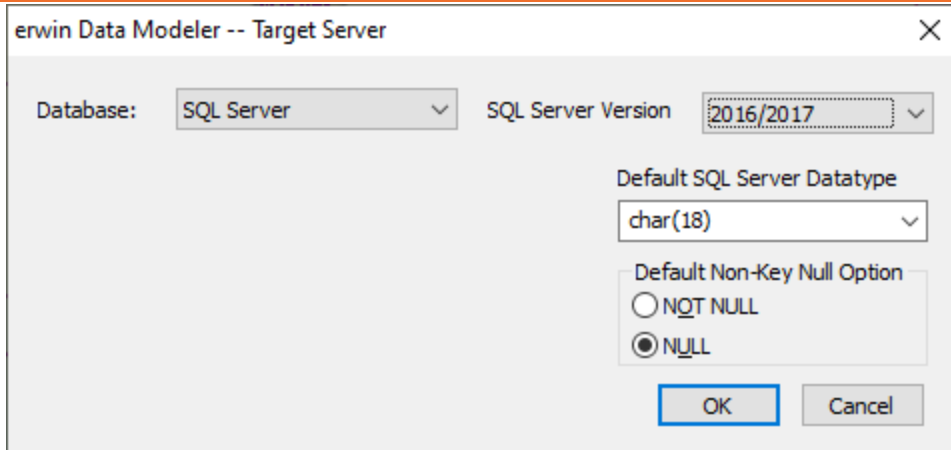 erwin Data Modeler -- Target Server
Database: SQL Server SQL Server Version 2016/2017
Default SQL Server Datatype
char(18)
Default Non-Key Null Option
NOT NULL
NULL
OK Cancel